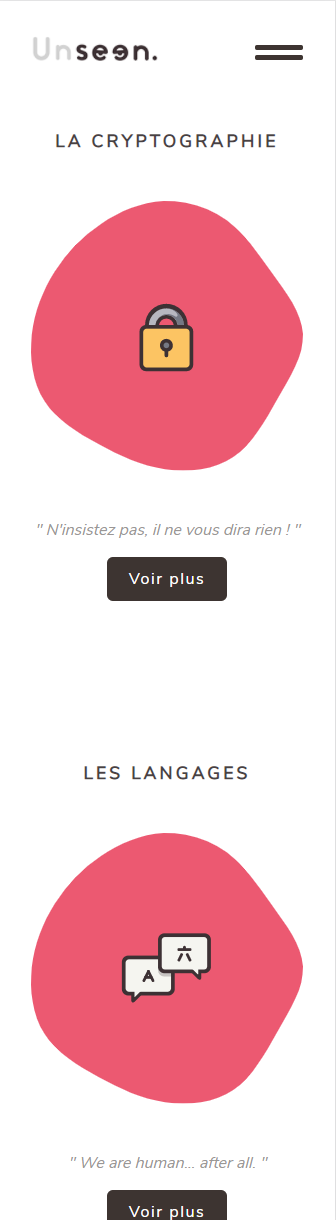 Unseen.
LA CRYPTOGRAPHIE
" N'insistez pas, il ne vous dira rien ! "
Voir plus
LES LANGAGES
A
六
" We are human... after all. "
Voir plus